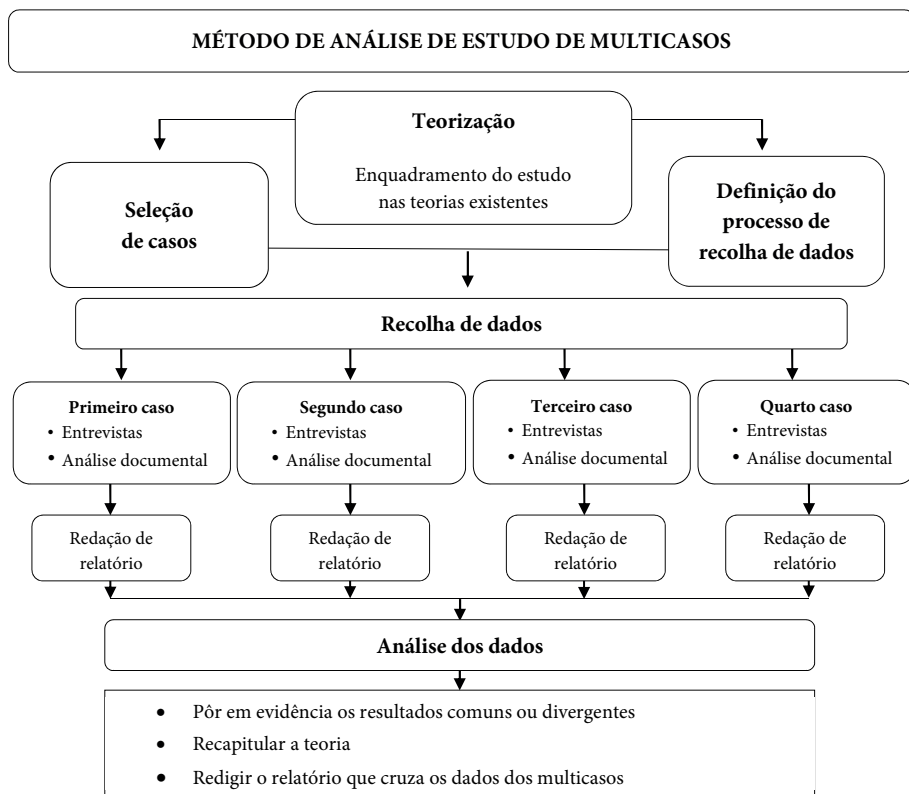 MÉTODO DE ANÁLISE DE ESTUDO DE MULTICASOS
Teorização
Enquadramento do estudo
nas teorias existentes
Seleção
de casos
Definição do
processo de
recolha de dados
Recolha de dados
Primeiro caso
• Entrevistas
• Análise documental
Segundo caso
• Entrevistas
• Análise documental
Terceiro caso
• Entrevistas
• Análise documental
Quarto caso
• Entrevistas
• Análise documental
Redação de
relatório
Redação de
relatório
Redação de
relatório
Redação de
relatório
Análise dos dados
• Pôr em evidência os resultados comuns ou divergentes
• Recapitular a teoria
• Redigir o relatório que cruza os dados dos multicasos